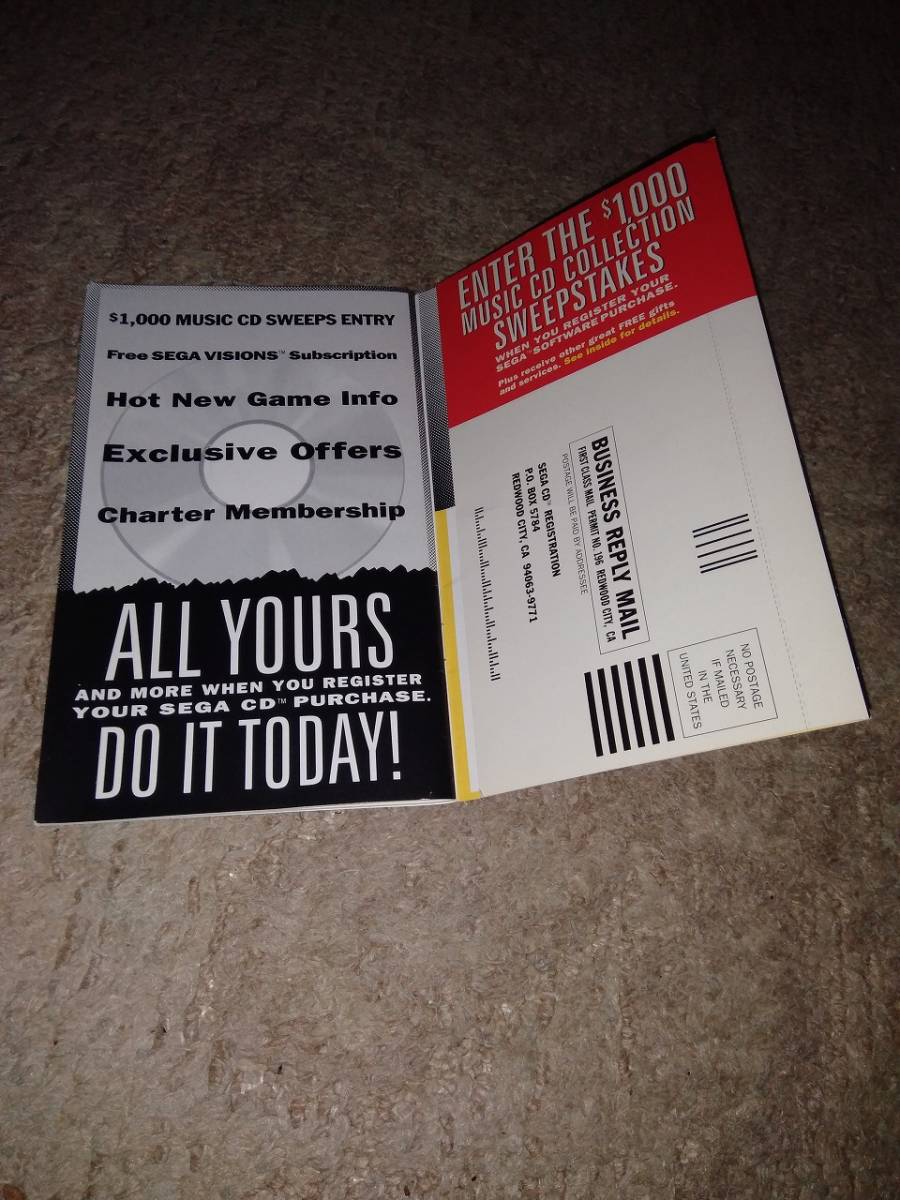 $1,000 MUSIC CD SWEEPS ENTRY
Free SEGA VISIONS™ Subscription
Hot New Game Info
Exclusive Offers
Charter Membership
ALL YOURS
AND MORE WHEN YOU REGISTER
YOUR SEGA CD™ PURCHASE.
DO IT TODAY!
ENTER THE $1,000
MUSIC CD COLLECTION
SWEEPSTAKES
WHEN YOU REGISTER YOUR
SEGA™ SOFTWARE PURCHASE.
Plus receive other great FREE gifts
and services. See inside for details.
NO POSTAGE
NECESSARY
IF MAILED
IN THE
UNITED STATES
BUSINESS REPLY MAIL
FIRST CLASS MAIL PERMIT NO. 196 REDWOOD CITY, CA
POSTAGE WILL BE PAID BY ADDRESSEE
SEGA CD™ REGISTRATION
P.O. BOX 5784
REDWOOD CITY, CA 94063-9771